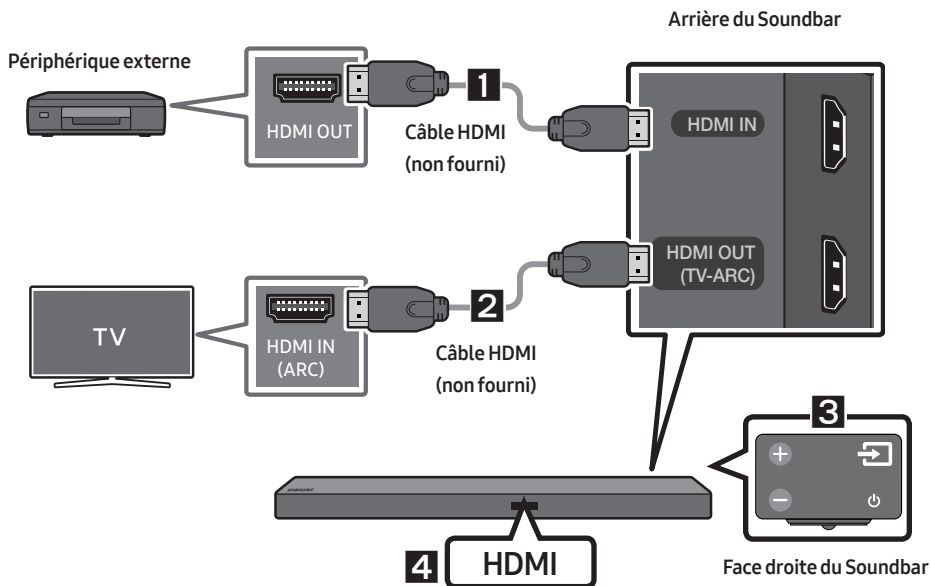 Arrière du Soundbar
Périphérique externe
HDMI OUT
1
Câble HDMI
(non fourni)
HDMI IN
HDMI OUT
(TV-ARC)
TV
HDMI IN
(ARC)
2
Câble HDMI
(non fourni)
3
SAMSUNG
4
HDMI
Face droite du Soundbar